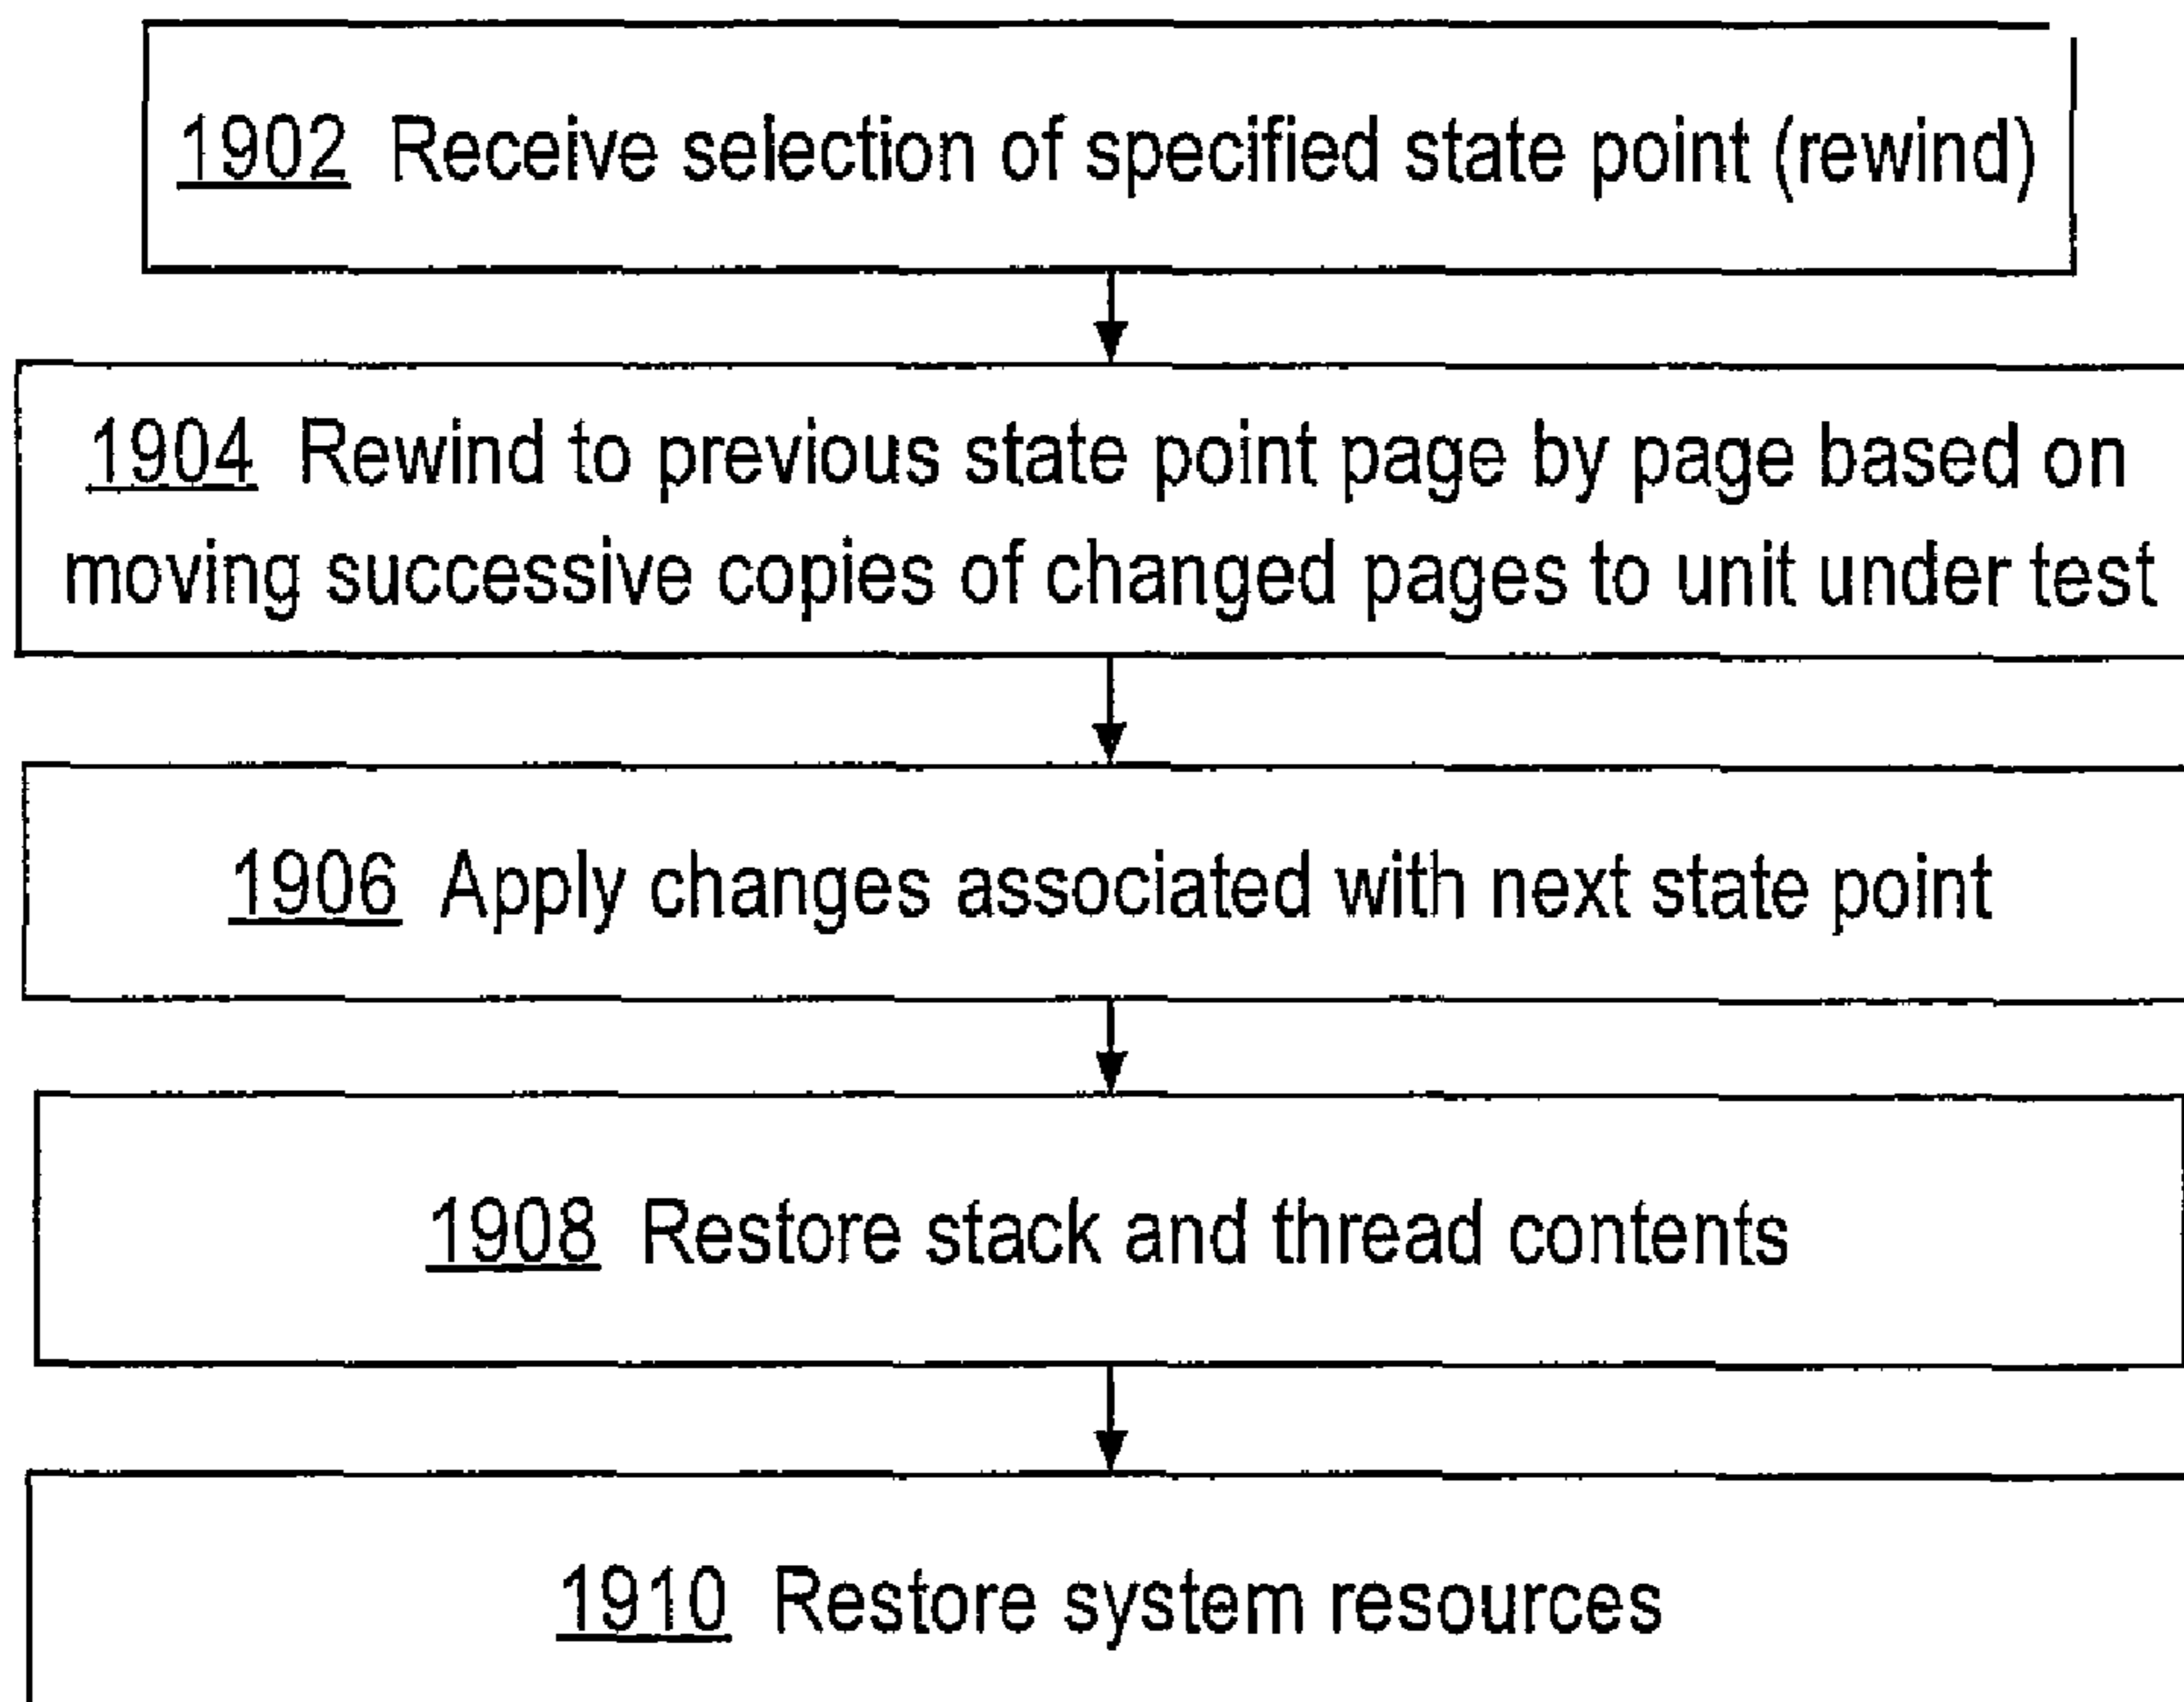 1902 Receive selection of specified state point (rewind)
1904 Rewind to previous state point page by page based on
moving successive copies of changed pages to unit under test
1906 Apply changes associated with next state point
1908 Restore stack and thread contents
1910 Restore system resources